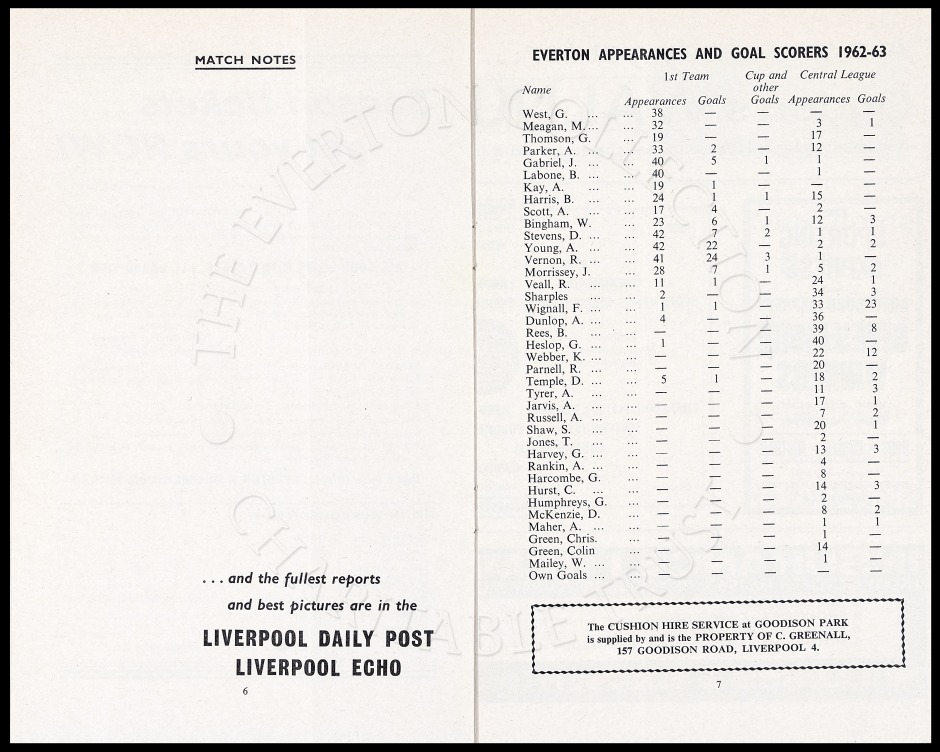 MATCH NOTES
... and the fullest reports
and best pictures are in the
LIVERPOOL DAILY POST
LIVERPOOL ECHO
6
EVERTON APPEARANCES AND GOAL SCORERS 1962-63
1st Team Cup and Central League
Name other
Appearances Goals Goals Appearances Goals
West, G. ... ... 38 — — — —
Meagan, M. ... ... 32 — — 3 1
Thomson, G. ... 19 — — 17 —
Parker, A. ... ... 33 2 — 12 —
Gabriel, J. ... ... 40 5 1 1 —
Labone, B. ... ... 40 — — 1 —
Kay, A. ... ... 19 1 — — —
Harris, B. ... ... 24 1 1 15 —
Scott, A. ... ... 17 4 — 2 —
Bingham, W. ... 23 6 1 12 3
Stevens, D. ... ... 42 7 2 1 1
Young, A. ... ... 42 22 — 2 2
Vernon, R. ... ... 41 24 3 1 —
Morrissey, J. ... 28 7 1 5 2
Veall, R. ... ... 11 1 — 24 1
Sharples ... ... 2 — — 34 3
Wignall, F. ... ... 1 1 — 33 23
Dunlop, A. ... ... 4 — — 36 —
Rees, B. ... ... — — — 39 8
Heslop, G. ... ... 1 — — 40 —
Webber, K. ... ... — — — 22 12
Parnell, R. ... ... — — — 20 —
Temple, D. ... ... 5 1 — 18 2
Tyrer, A. ... ... — — — 11 3
Jarvis, A. ... ... — — — 17 1
Russell, A. ... ... — — — 7 2
Shaw, S. ... ... — — — 20 1
Jones, T. ... ... — — — 2 —
Harvey, G. ... ... — — — 13 3
Rankin, A. ... ... — — — 4 —
Harcombe, G. ... — — — 8 —
Hurst, C. ... ... — — — 14 3
Humphreys, G. ... — — — 2 —
McKenzie, D. ... — — — 8 2
Maher, A. ... ... — — — 1 1
Green, Chris. ... — — — 1 —
Green, Colin ... — — — 14 —
Mailey, W. ... ... — — — 1 —
Own Goals ... ... — — — — —
The CUSHION HIRE SERVICE at GOODISON PARK
is supplied by and is the PROPERTY OF C. GREENALL,
157 GOODISON ROAD, LIVERPOOL 4.
7
THE EVERTON COLLECTION
CHARITABLE TRUST